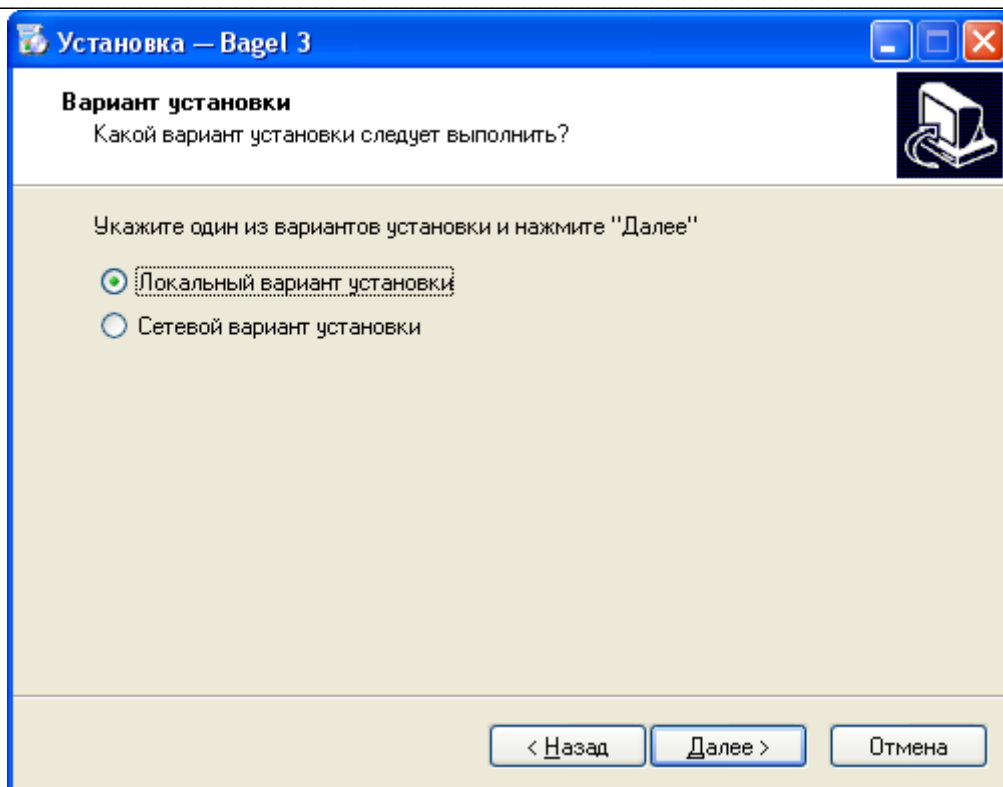 Установка — Bagel 3
Вариант установки
Какой вариант установки следует выполнить?
Укажите один из вариантов установки и нажмите "Далее"
Локальный вариант установки
Сетевой вариант установки
< Назад Далее > Отмена